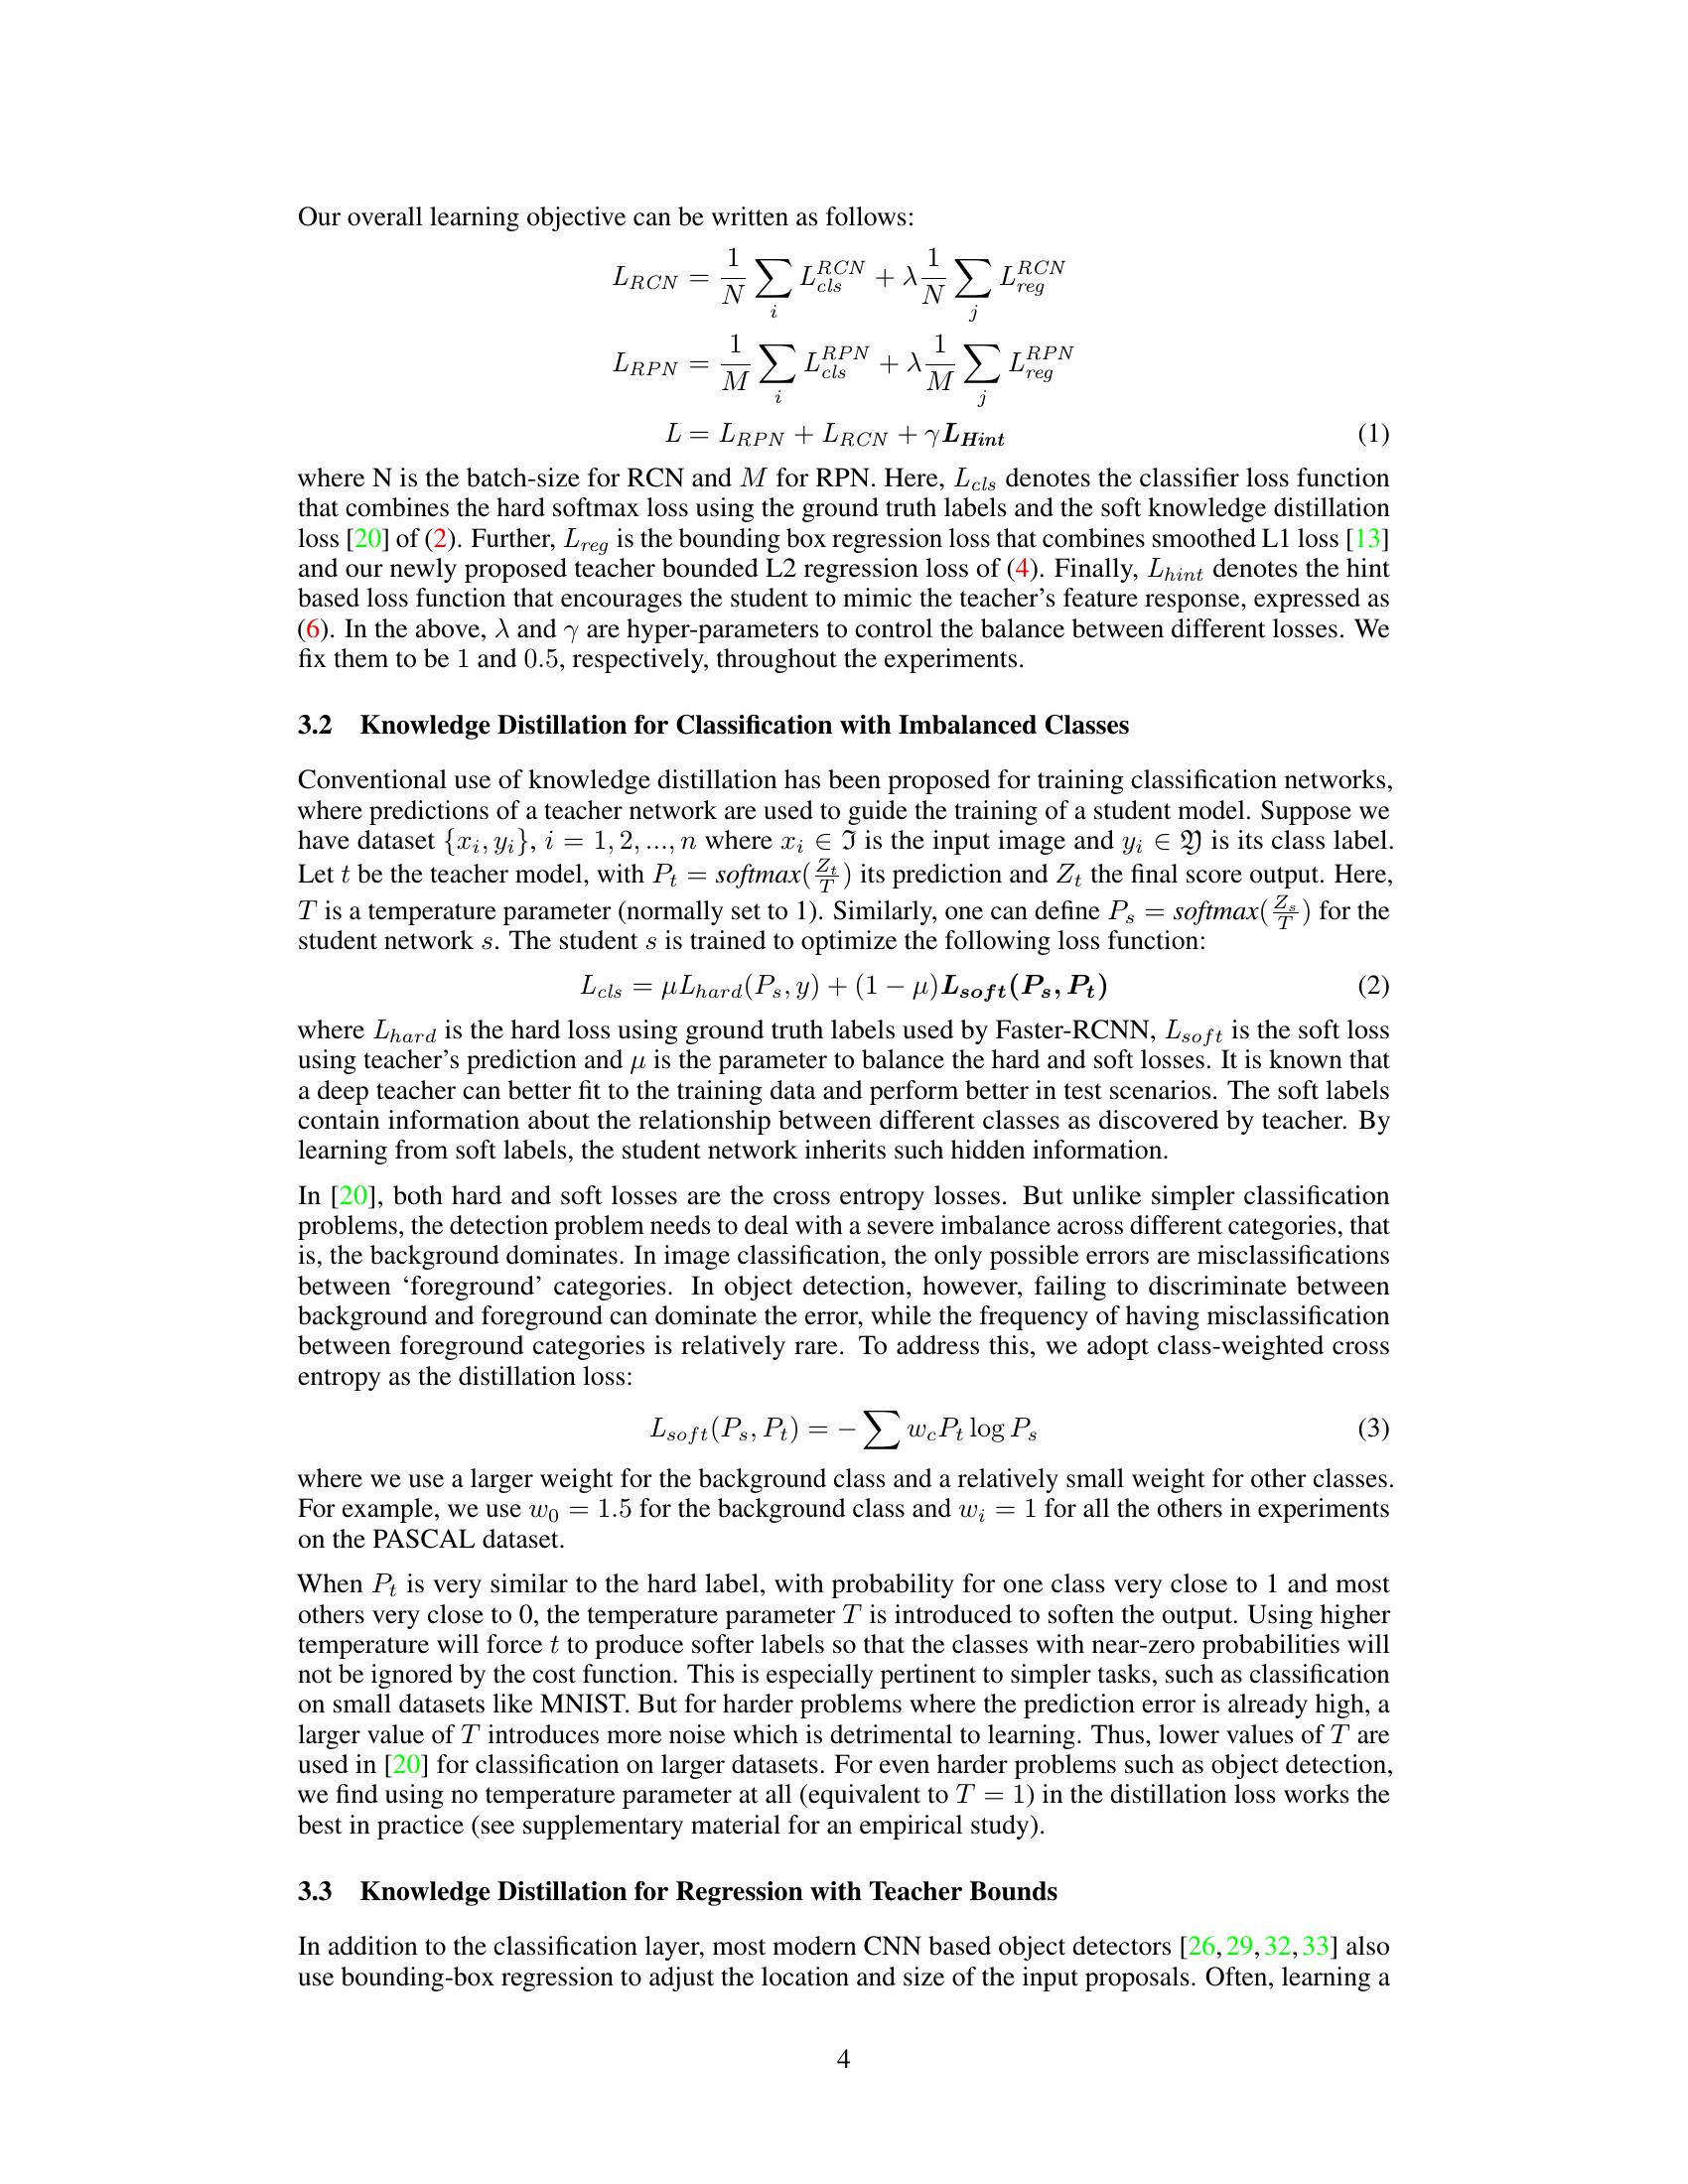 Our overall learning objective can be written as follows:
L_{RCN} = \frac{1}{N} \sum_i L_{cls}^{RCN} + λ \frac{1}{N} \sum_j L_{reg}^{RCN}
L_{RPN} = \frac{1}{M} \sum_i L_{cls}^{RPN} + λ \frac{1}{M} \sum_j L_{reg}^{RPN}
L = L_{RPN} + L_{RCN} + γL_{Hint} (1)
where N is the batch-size for RCN and M for RPN. Here, L_{cls} denotes the classifier loss function
that combines the hard softmax loss using the ground truth labels and the soft knowledge distillation
loss [20] of (2). Further, L_{reg} is the bounding box regression loss that combines smoothed L1 loss [13]
and our newly proposed teacher bounded L2 regression loss of (4). Finally, L_{hint} denotes the hint
based loss function that encourages the student to mimic the teacher's feature response, expressed as
(6). In the above, λ and γ are hyper-parameters to control the balance between different losses. We
fix them to be 1 and 0.5, respectively, throughout the experiments.
3.2 Knowledge Distillation for Classification with Imbalanced Classes
Conventional use of knowledge distillation has been proposed for training classification networks,
where predictions of a teacher network are used to guide the training of a student model. Suppose we
have dataset {x_i, y_i}, i = 1, 2, ..., n where x_i ∈ ℑ is the input image and y_i ∈ 𝔜 is its class label.
Let t be the teacher model, with P_t = softmax(\frac{Z_t}{T}) its prediction and Z_t the final score output. Here,
T is a temperature parameter (normally set to 1). Similarly, one can define P_s = softmax(\frac{Z_s}{T}) for the
student network s. The student s is trained to optimize the following loss function:
L_{cls} = μL_{hard}(P_s, y) + (1 − μ)L_{soft}(P_s, P_t) (2)
where L_{hard} is the hard loss using ground truth labels used by Faster-RCNN, L_{soft} is the soft loss
using teacher's prediction and μ is the parameter to balance the hard and soft losses. It is known that
a deep teacher can better fit to the training data and perform better in test scenarios. The soft labels
contain information about the relationship between different classes as discovered by teacher. By
learning from soft labels, the student network inherits such hidden information.
In [20], both hard and soft losses are the cross entropy losses. But unlike simpler classification
problems, the detection problem needs to deal with a severe imbalance across different categories, that
is, the background dominates. In image classification, the only possible errors are misclassifications
between ‘foreground’ categories. In object detection, however, failing to discriminate between
background and foreground can dominate the error, while the frequency of having misclassification
between foreground categories is relatively rare. To address this, we adopt class-weighted cross
entropy as the distillation loss:
L_{soft}(P_s, P_t) = − \sum w_c P_t log P_s (3)
where we use a larger weight for the background class and a relatively small weight for other classes.
For example, we use w_0 = 1.5 for the background class and w_i = 1 for all the others in experiments
on the PASCAL dataset.
When P_t is very similar to the hard label, with probability for one class very close to 1 and most
others very close to 0, the temperature parameter T is introduced to soften the output. Using higher
temperature will force t to produce softer labels so that the classes with near-zero probabilities will
not be ignored by the cost function. This is especially pertinent to simpler tasks, such as classification
on small datasets like MNIST. But for harder problems where the prediction error is already high, a
larger value of T introduces more noise which is detrimental to learning. Thus, lower values of T are
used in [20] for classification on larger datasets. For even harder problems such as object detection,
we find using no temperature parameter at all (equivalent to T = 1) in the distillation loss works the
best in practice (see supplementary material for an empirical study).
3.3 Knowledge Distillation for Regression with Teacher Bounds
In addition to the classification layer, most modern CNN based object detectors [26, 29, 32, 33] also
use bounding-box regression to adjust the location and size of the input proposals. Often, learning a
4